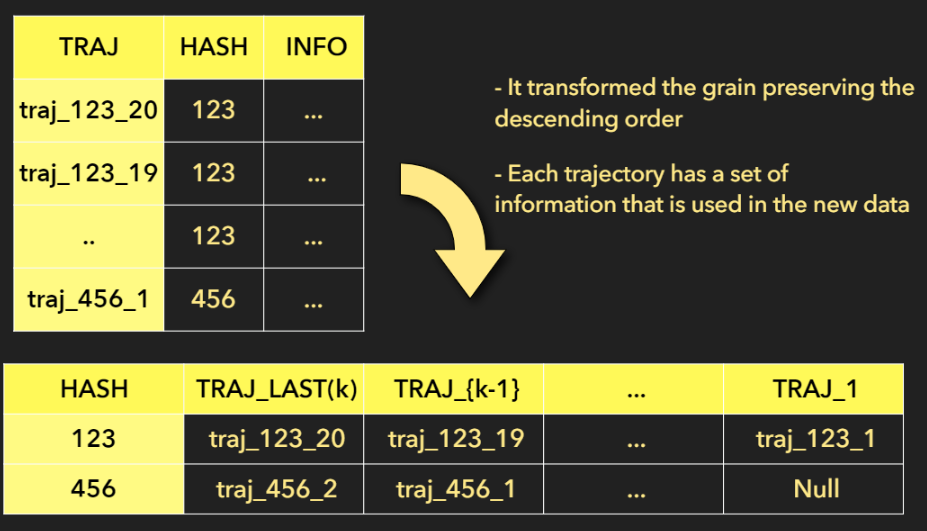 TRAJ HASH INFO
traj_123_20 123 ...
traj_123_19 123 ...
.. 123 ...
traj_456_1 456 ...
- It transformed the grain preserving the
descending order
- Each trajectory has a set of
information that is used in the new data
HASH TRAJ_LAST(k) TRAJ_{k-1} ... TRAJ_1
123 traj_123_20 traj_123_19 ... traj_123_1
456 traj_456_2 traj_456_1 ... Null